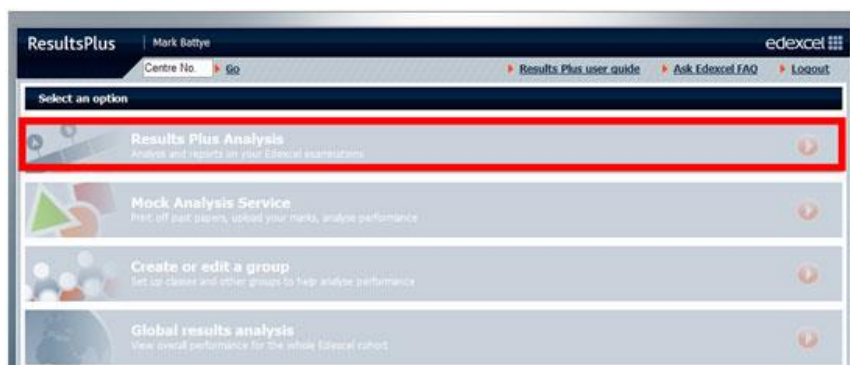 ResultsPlus
Mark Battye
edexcel
Centre No.
Go
Results Plus user guide
Ask Edexcel FAQ
Logout
Select an option
Results Plus Analysis
Analyse and reports on your Edexcel examinations
Mock Analysis Service
Print off past papers, upload your marks, analyse performance
Create or edit a group
Set up classes and other groups to help analyse performance
Global results analysis
View overall performance for the whole Edexcel cohort